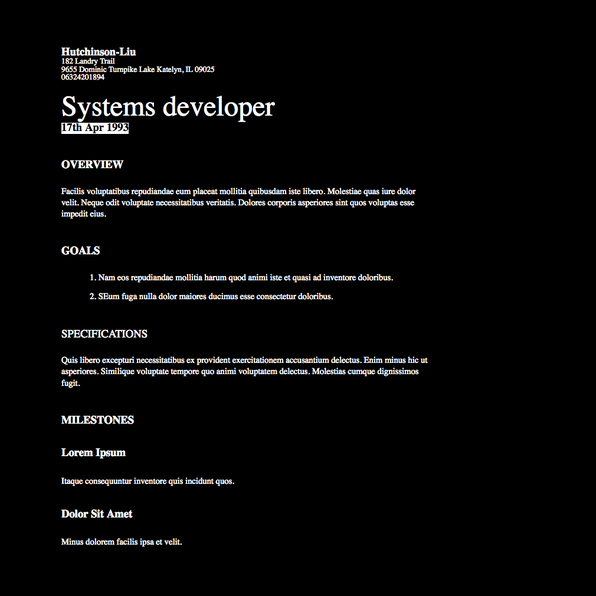 Hutchinson-Liu
182 Landry Trail
9655 Dominic Turnpike Lake Katelyn, IL 09025
06324201894
Systems developer
17th Apr 1993
OVERVIEW
Facilis voluptatibus repudiandae eum placeat mollitia quibusdam iste libero. Molestiae quas iure dolor
velit. Neque odit voluptate necessitatibus veritatis. Dolores corporis asperiores sint quos voluptas esse
impedit eius.
GOALS
1. Nam eos repudiandae mollitia harum quod animi iste et quasi ad inventore doloribus.
2. SEum fuga nulla dolor maiores ducimus esse consectetur doloribus.
SPECIFICATIONS
Quis libero excepturi necessitatibus ex provident exercitationem accusantium delectus. Enim minus hic ut
asperiores. Similique voluptate tempore quo animi voluptatem delectus. Molestias cumque dignissimos
fugit.
MILESTONES
Lorem Ipsum
Itaque consequuntur inventore quis incidunt quos.
Dolor Sit Amet
Minus dolorem facilis ipsa et velit.